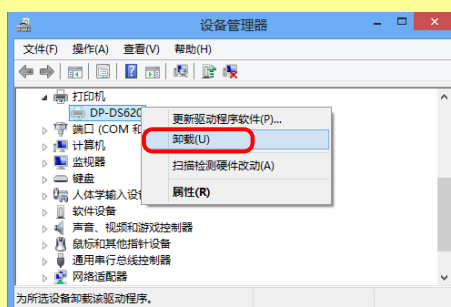 设备管理器
文件(F) 操作(A) 查看(V) 帮助(H)
打印机
DP-DS620
端口 (COM 和
计算机
监视器
键盘
人体学输入设
软件设备
声音、视频和游戏控制器
鼠标和其他指针设备
通用串行总线控制器
网络适配器
更新驱动程序软件(P)...
卸载(U)
扫描检测硬件改动(A)
属性(R)
为所选设备卸载该驱动程序。